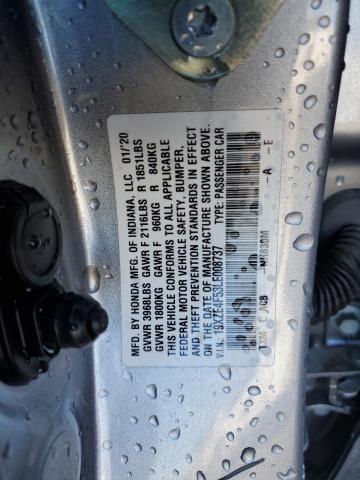 MFD. BY HONDA MFG. OF INDIANA, LLC 01/20
GVWR 3968LBS GAWR F 2116LBS R 1851LBS
GVWR 1800KG GAWR F 960KG R 840KG
THIS VEHICLE CONFORMS TO ALL APPLICABLE
FEDERAL MOTOR VEHICLE SAFETY, BUMPER,
AND THEFT PREVENTION STANDARDS IN EFFECT
ON THE DATE OF MANUFACTURE SHOWN ABOVE.
V.I.N. 19XZE4F53LE008737 TYPE: PASSENGER CAR
A E